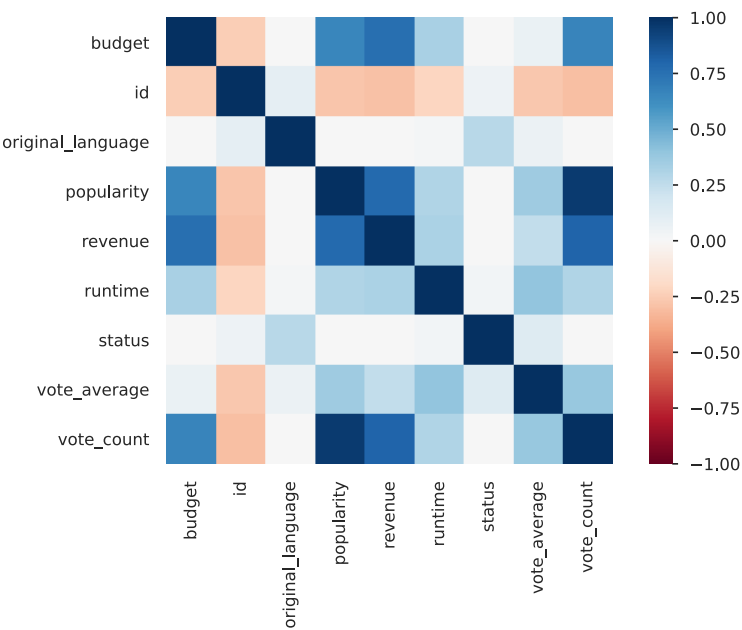 budget
id
original_language
popularity
revenue
runtime
status
vote_average
vote_count
budget
id
original_language
popularity
revenue
runtime
status
vote_average
vote_count
1.00
0.75
0.50
0.25
0.00
−0.25
−0.50
−0.75
−1.00